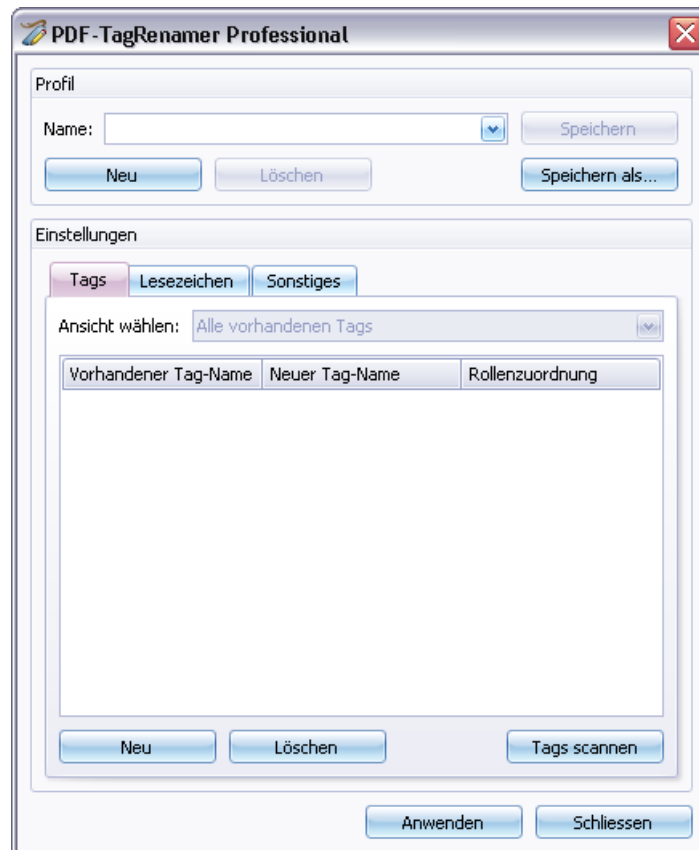 PDF-TagRenamer Professional
Profil
Name: Speichern
Neu Löschen Speichern als...
Einstellungen
Tags Lesezeichen Sonstiges
Ansicht wählen: Alle vorhandenen Tags
Vorhandener Tag-Name Neuer Tag-Name Rollenzuordnung
Neu Löschen Tags scannen
Anwenden Schliessen